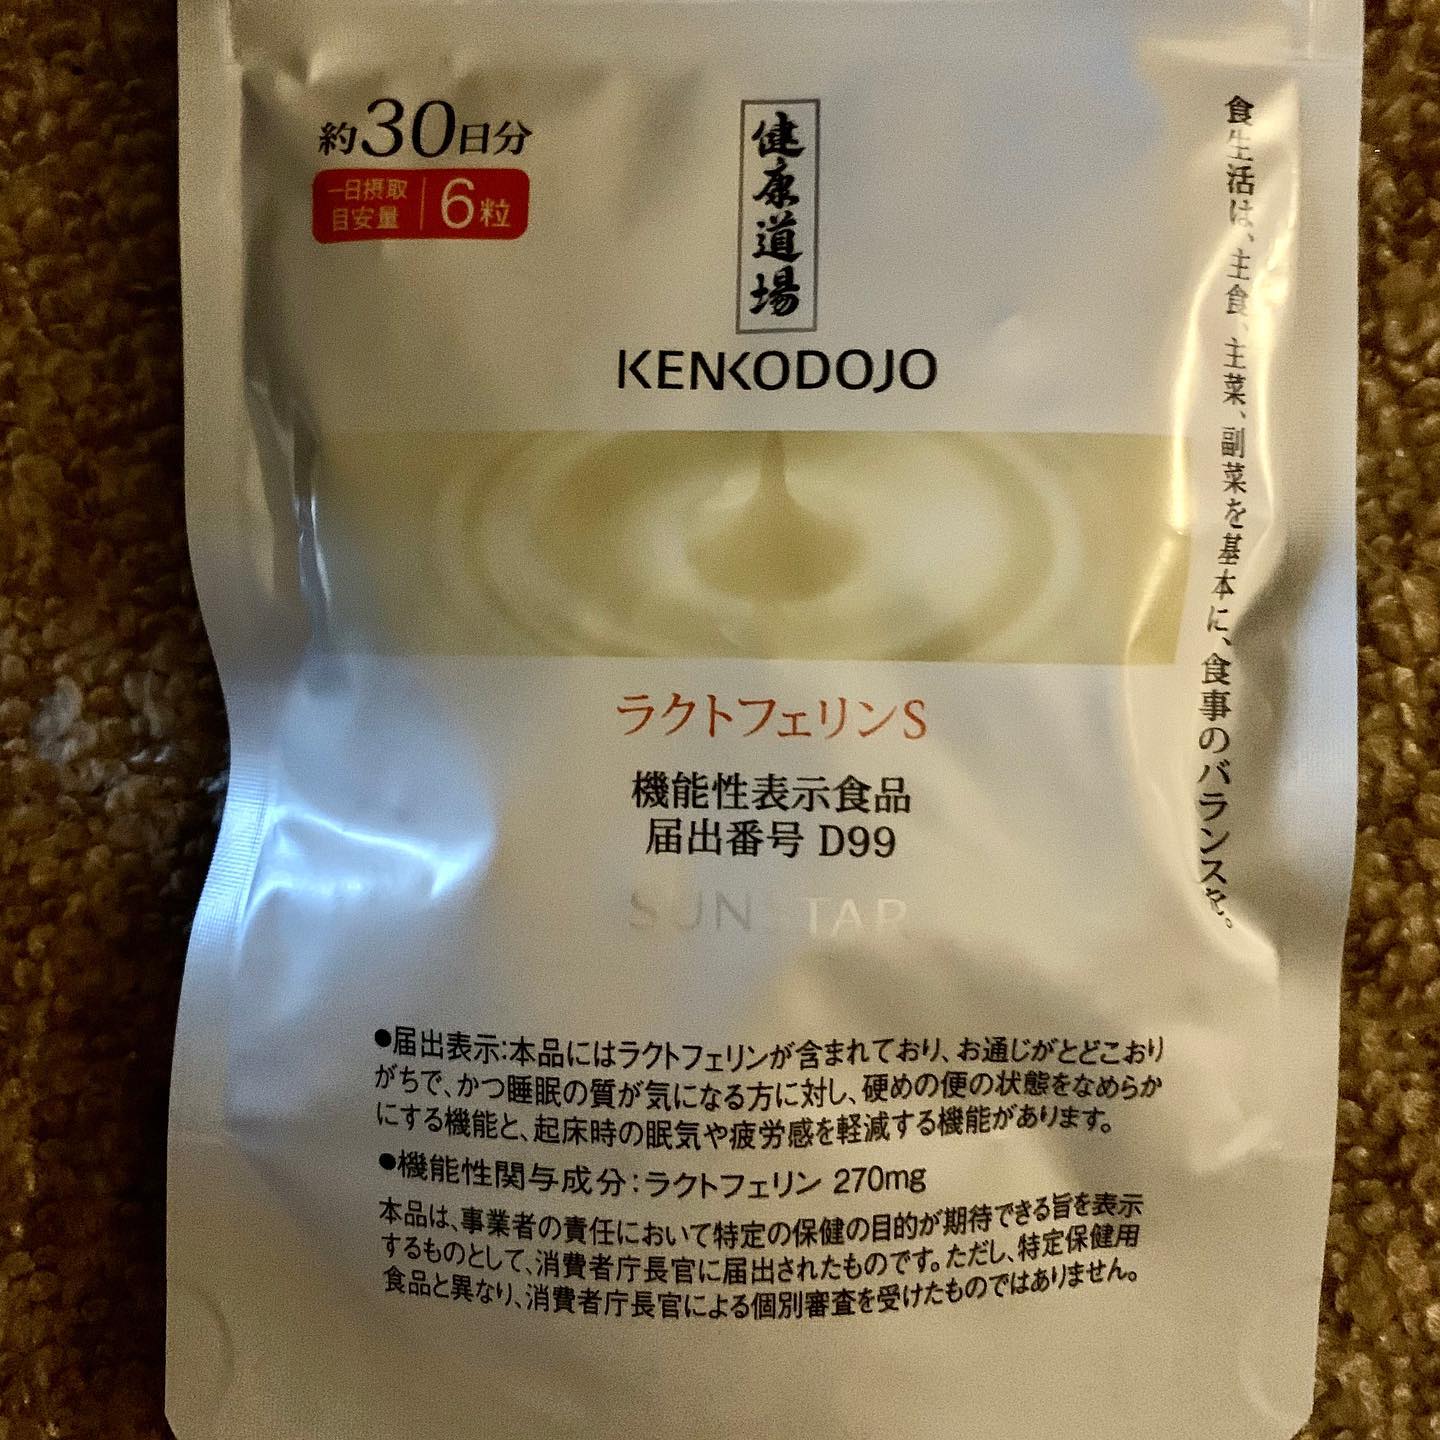 約30日分
一日摂取
目安量
6粒
健康道場
KENKODOJO
ラクトフェリンS
機能性表示食品
届出番号 D99
SUNSTAR
食生活は、主食、主菜、副菜を基本に、食事のバランスを。
●届出表示:本品にはラクトフェリンが含まれており、お通じがとどこおり
がちで、かつ睡眠の質が気になる方に対し、硬めの便の状態をなめらか
にする機能と、起床時の眠気や疲労感を軽減する機能があります。
●機能性関与成分:ラクトフェリン 270mg
本品は、事業者の責任において特定の保健の目的が期待できる旨を表示
するものとして、消費者庁長官に届出されたものです。ただし、特定保健用
食品と異なり、消費者庁長官による個別審査を受けたものではありません。